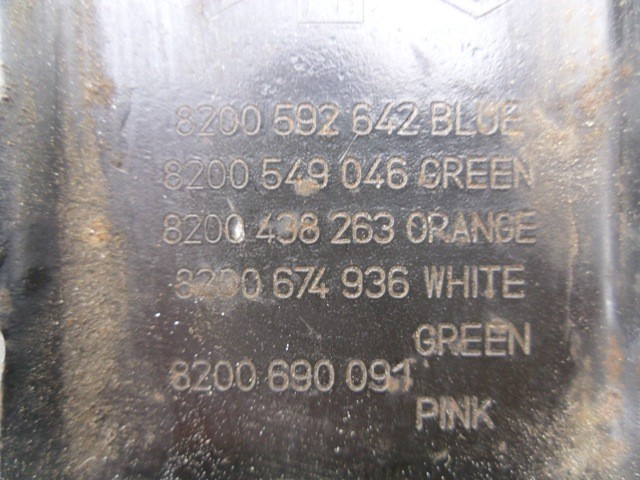 8200 592 642 BLUE
8200 549 046 GREEN
8200 438 263 ORANGE
8200 674 936 WHITE
GREEN
8200 690 091
PINK